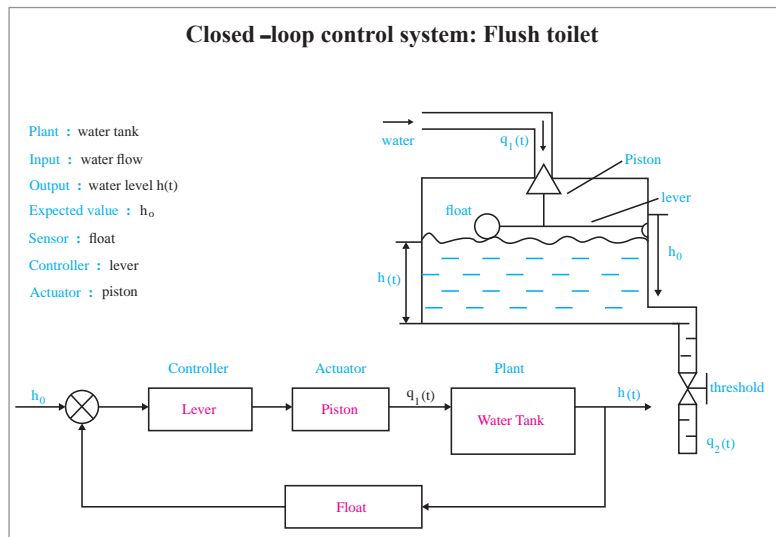 Closed –loop control system: Flush toilet
Plant : water tank
Input : water flow
Output : water level h(t)
Expected value : hₒ
Sensor : float
Controller : lever
Actuator : piston
water
q₁(t)
Piston
lever
float
h₀
h(t)
threshold
q₂(t)
Controller
Actuator
Plant
h₀
Lever
Piston
q₁(t)
Water Tank
h(t)
Float